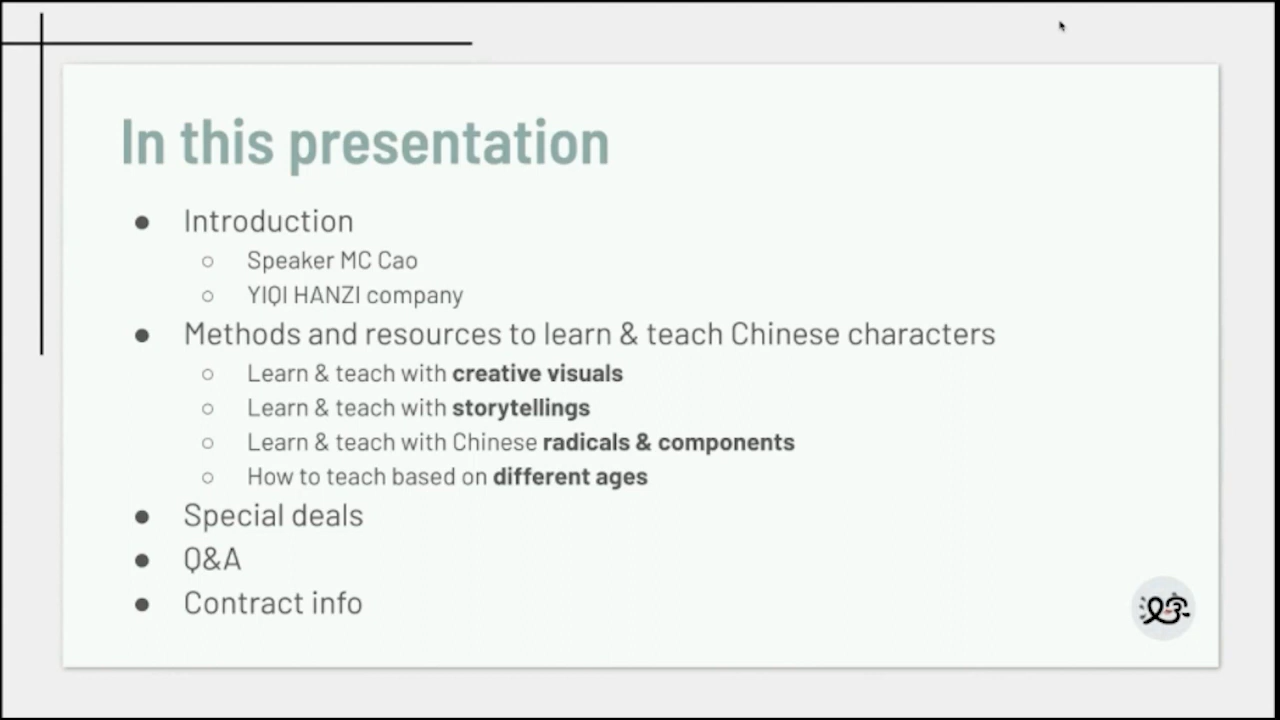 In this presentation
● Introduction
○ Speaker MC Cao
○ YIQI HANZI company
● Methods and resources to learn & teach Chinese characters
○ Learn & teach with creative visuals
○ Learn & teach with storytellings
○ Learn & teach with Chinese radicals & components
○ How to teach based on different ages
● Special deals
● Q&A
● Contract info